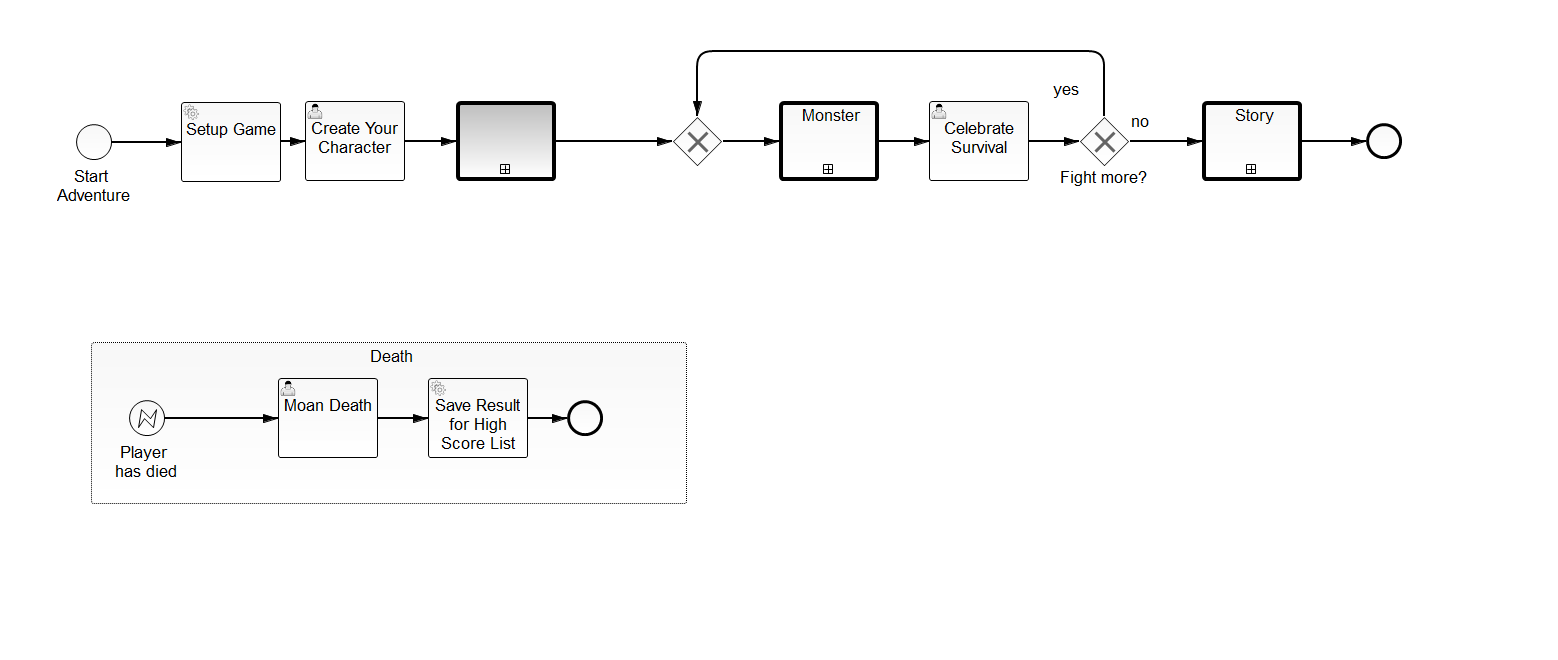 Start
Adventure
Setup Game
Create Your
Character
Monster
Celebrate
Survival
yes
no
Fight more?
Story
Death
Player
has died
Moan Death
Save Result
for High
Score List